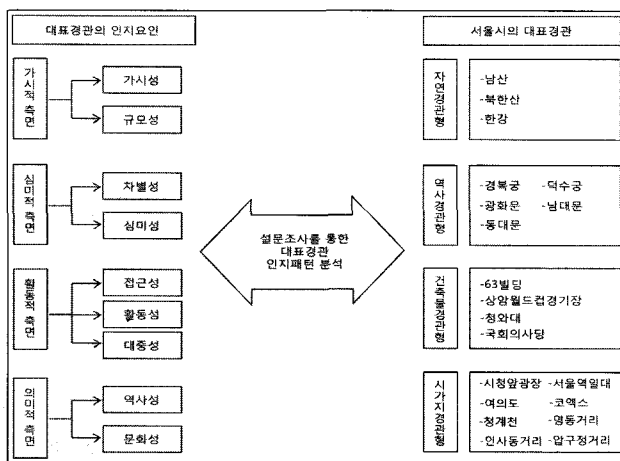 대표경관의 인지요인
가시적 측면
가시성
규모성
심미적 측면
차별성
심미성
활동적 측면
접근성
활동성
대중성
의미적 측면
역사성
문화성
설문조사를 통한
대표경관
인지패턴 분석
서울시의 대표경관
자연경관형
-남산
-북한산
-한강
역사경관형
-경복궁 -덕수궁
-광화문 -남대문
-동대문
건축물경관형
-63빌딩
-상암월드컵경기장
-청와대
-국회의사당
시가지경관형
-시청앞광장 -서울역일대
-여의도 -코엑스
-청계천 -명동거리
-인사동거리 -압구정거리